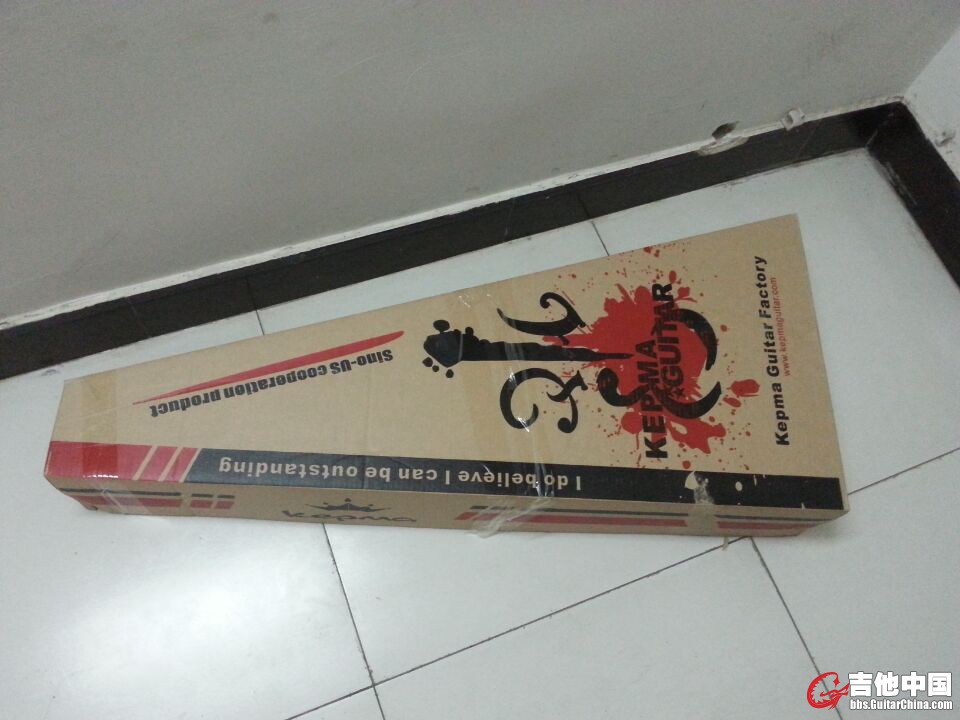 Sino-US cooperation product
KEPMA
GUITAR
Kepma Guitar Factory
www.kepmaguitar.com
I do believe I can be outstanding
kepma
吉他中国
bbs.GuitarChina.com